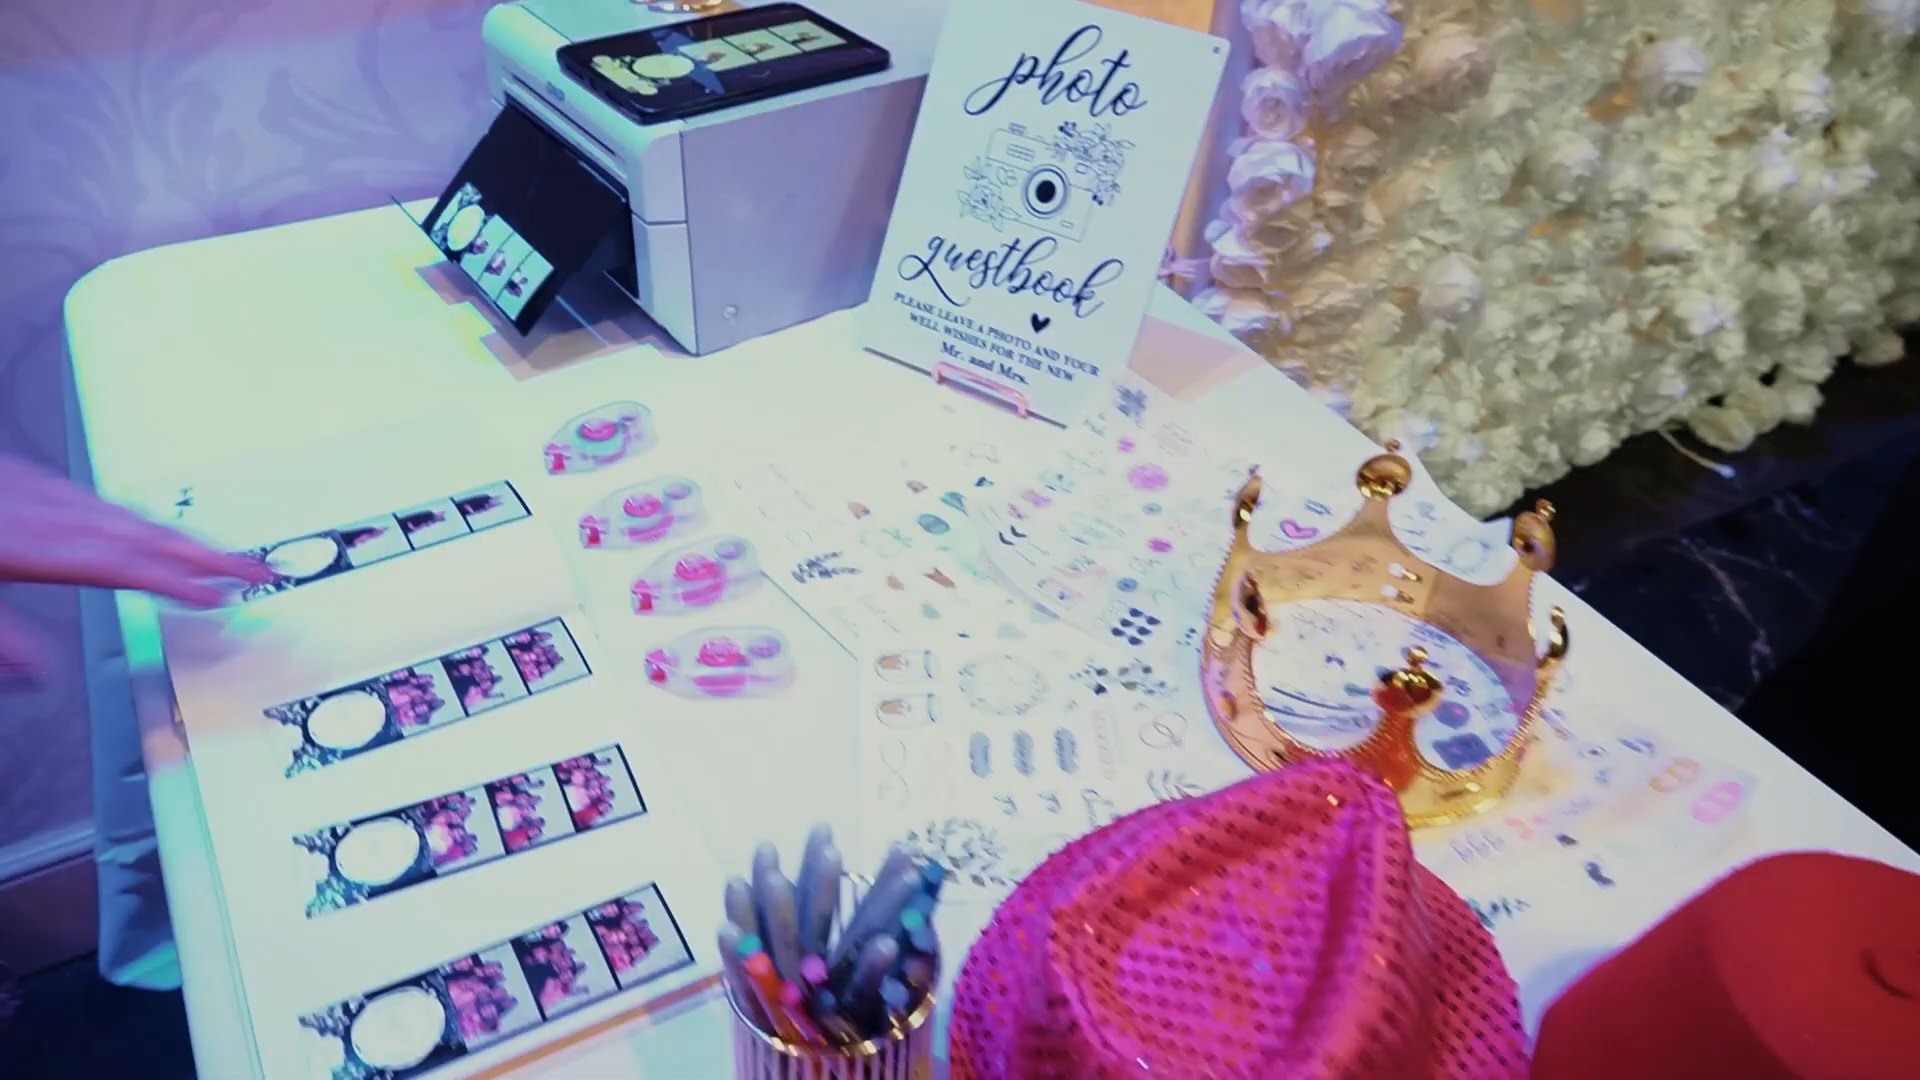 photo
guestbook
PLEASE LEAVE A PHOTO AND YOUR
WELL WISHES FOR THE NEW
Mr. and Mrs.